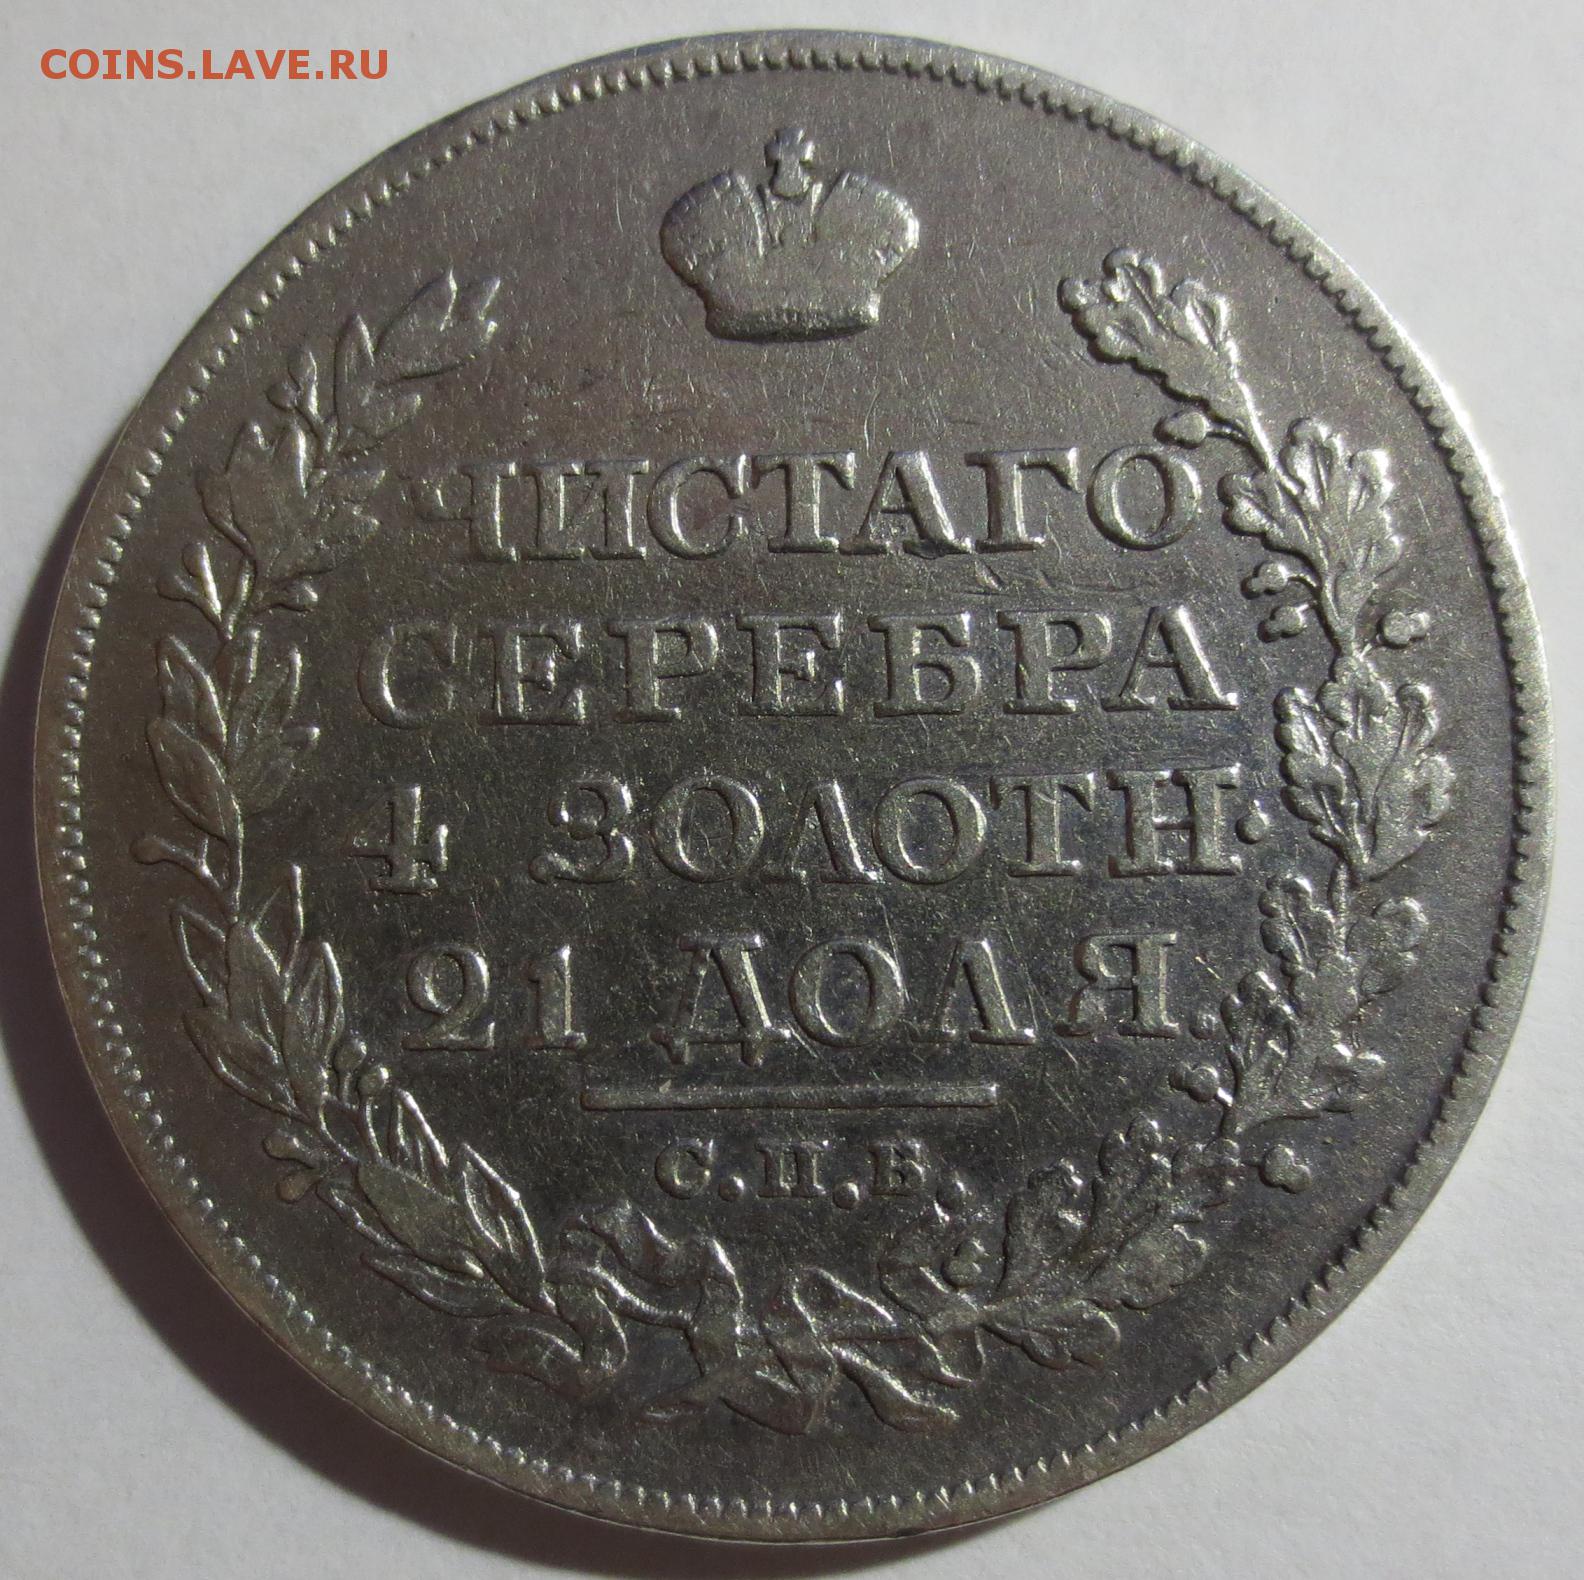 COINS.LAVE.RU
ЧИСТАГО
СЕРЕБРА
4 ЗОЛОТН.
21 ДОЛЯ.
С.П.Б.